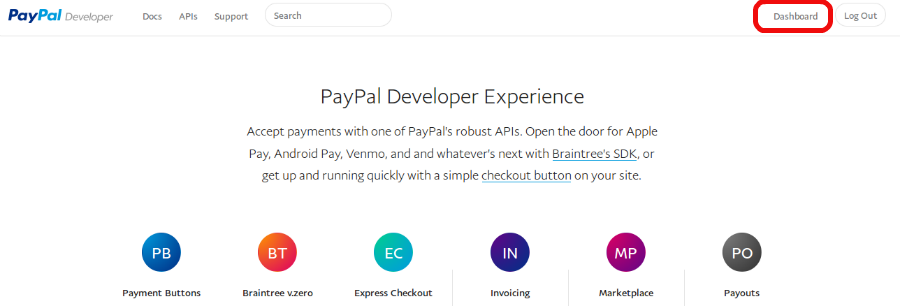 PayPal Developer Docs APIs Support Search Dashboard Log Out
PayPal Developer Experience
Accept payments with one of PayPal's robust APIs. Open the door for Apple
Pay, Android Pay, Venmo, and and whatever's next with Braintree's SDK, or
get up and running quickly with a simple checkout button on your site.
PB BT EC IN MP PO
Payment Buttons Braintree v.zero Express Checkout Invoicing Marketplace Payouts